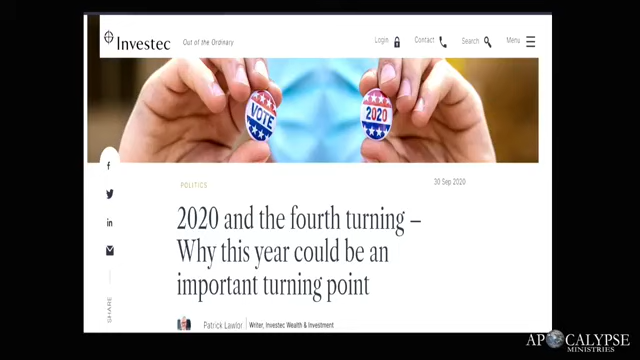 Investec
Out of the Ordinary
Login
Contact
Search
Menu
VOTE
2020
POLITICS
30 Sep 2020
2020 and the fourth turning –
Why this year could be an
important turning point
SHARE
Patrick Lawlor
Writer, Investec Wealth & Investment
APOCALYPSE
MINISTRIES